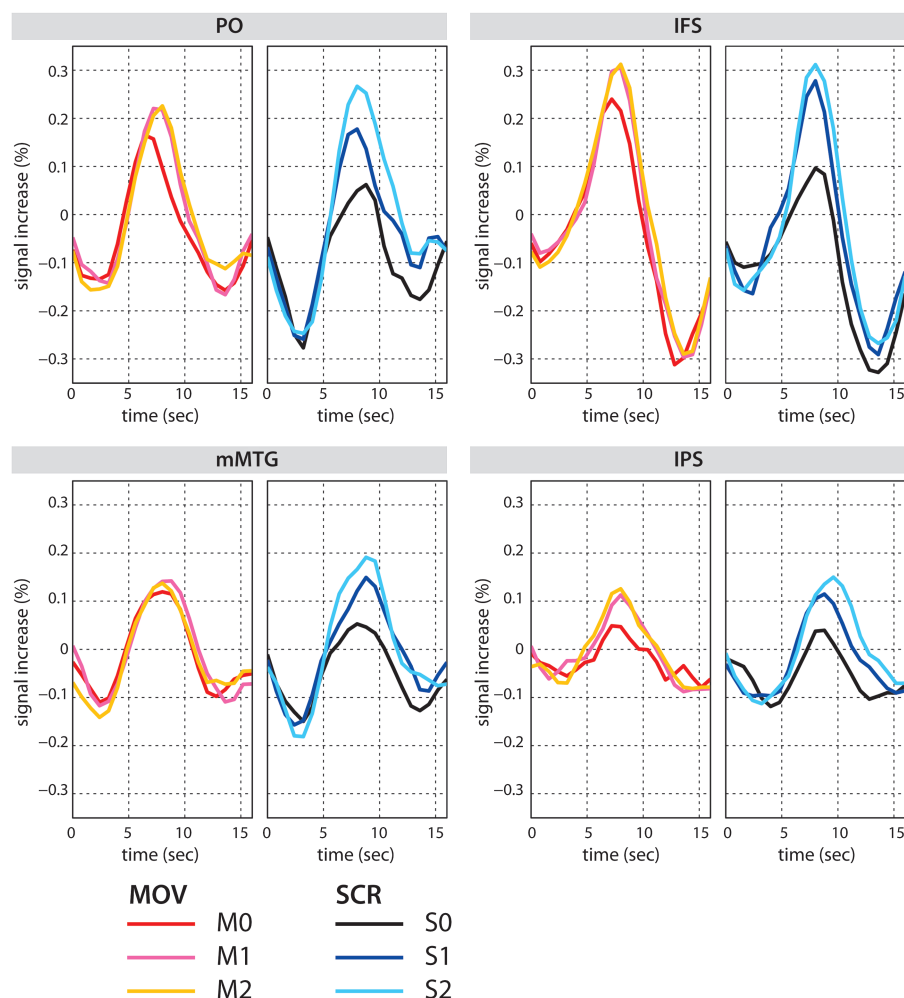 PO
IFS
signal increase (%)
0.3
0.2
0.1
0
−0.1
−0.2
−0.3
0 5 10 15 0 5 10 15
time (sec) time (sec)
signal increase (%)
0.3
0.2
0.1
0
−0.1
−0.2
−0.3
0 5 10 15 0 5 10 15
time (sec) time (sec)
mMTG
IPS
signal increase (%)
0.3
0.2
0.1
0
−0.1
−0.2
−0.3
0 5 10 15 0 5 10 15
time (sec) time (sec)
signal increase (%)
0.3
0.2
0.1
0
−0.1
−0.2
−0.3
0 5 10 15 0 5 10 15
time (sec) time (sec)
MOV SCR
M0 S0
M1 S1
M2 S2